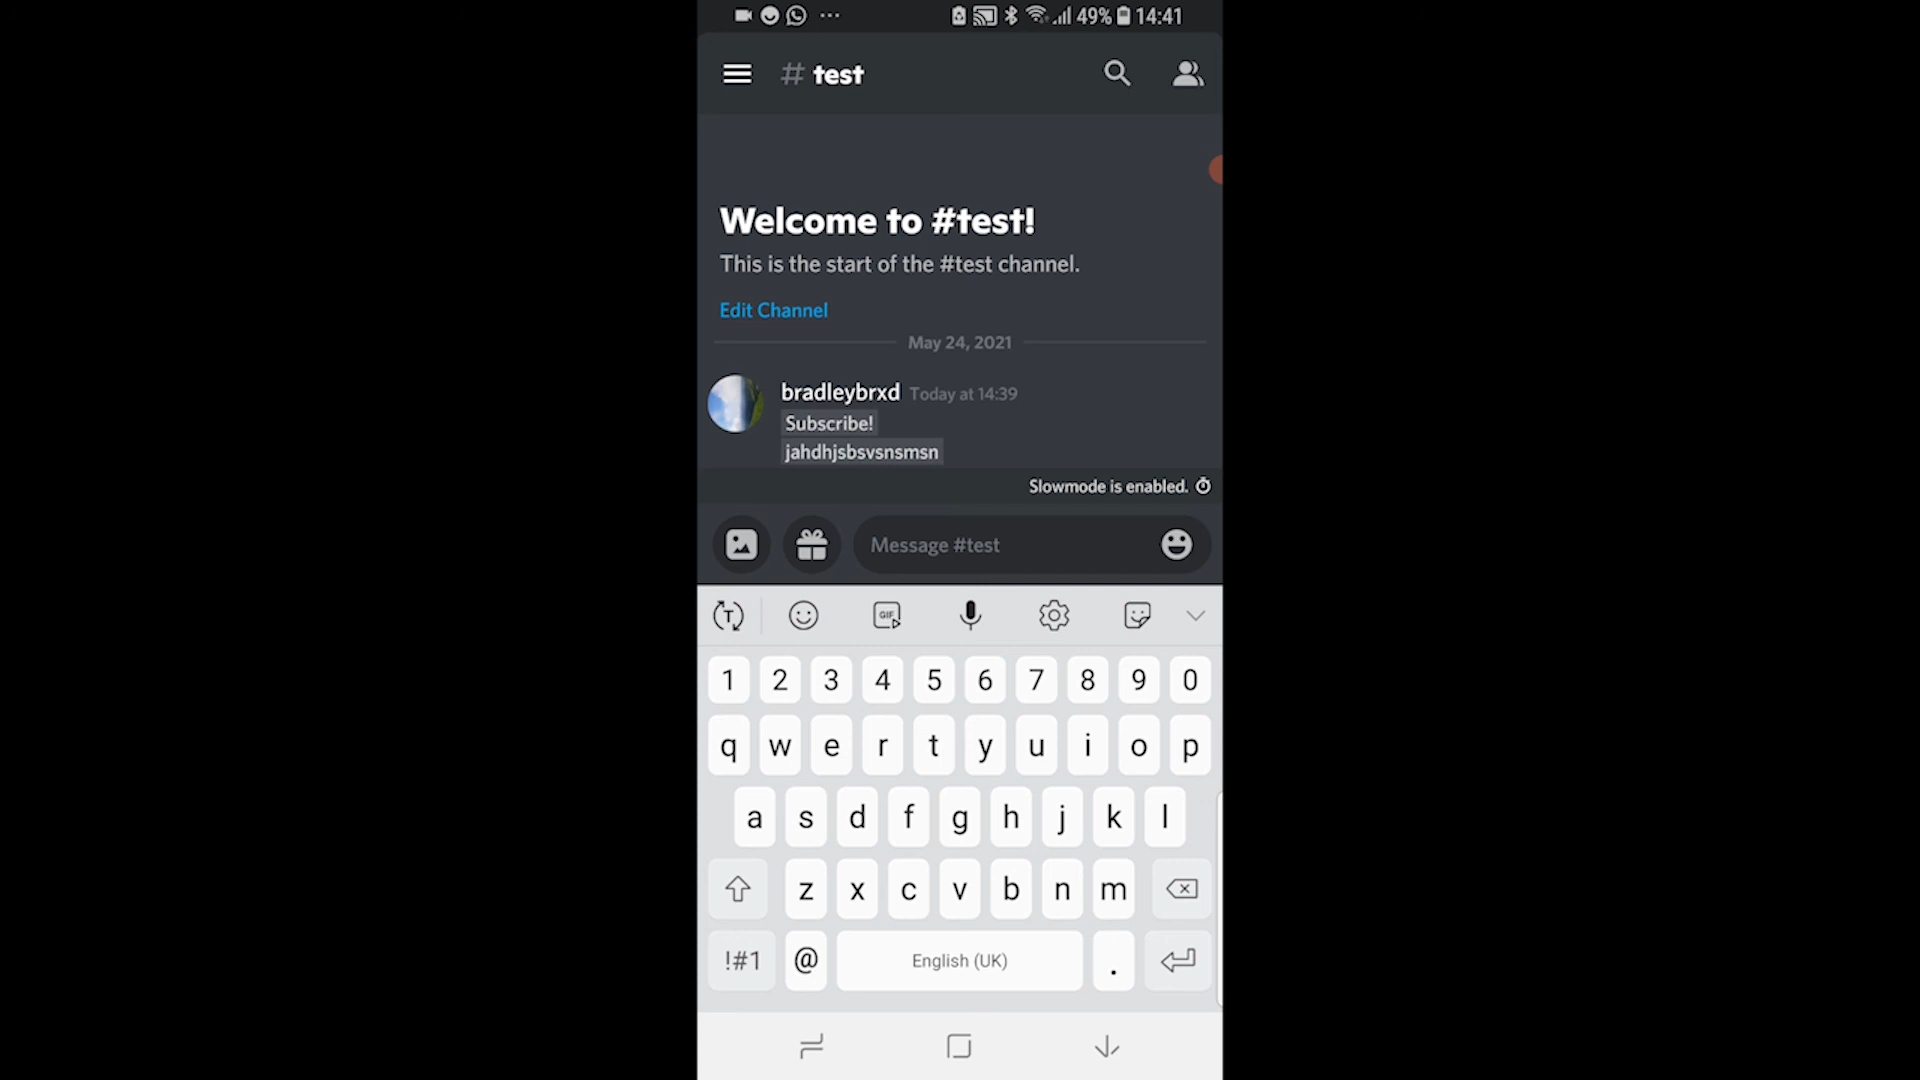 49% 14:41
# test
Welcome to #test!
This is the start of the #test channel.
Edit Channel
May 24, 2021
bradleybrxd Today at 14:39
Subscribe!
jahdhjsbsvsnsmsn
Slowmode is enabled.
Message #test
T GIF
1 2 3 4 5 6 7 8 9 0
q w e r t y u i o p
a s d f g h j k l
z x c v b n m
!#1 @ English (UK) .